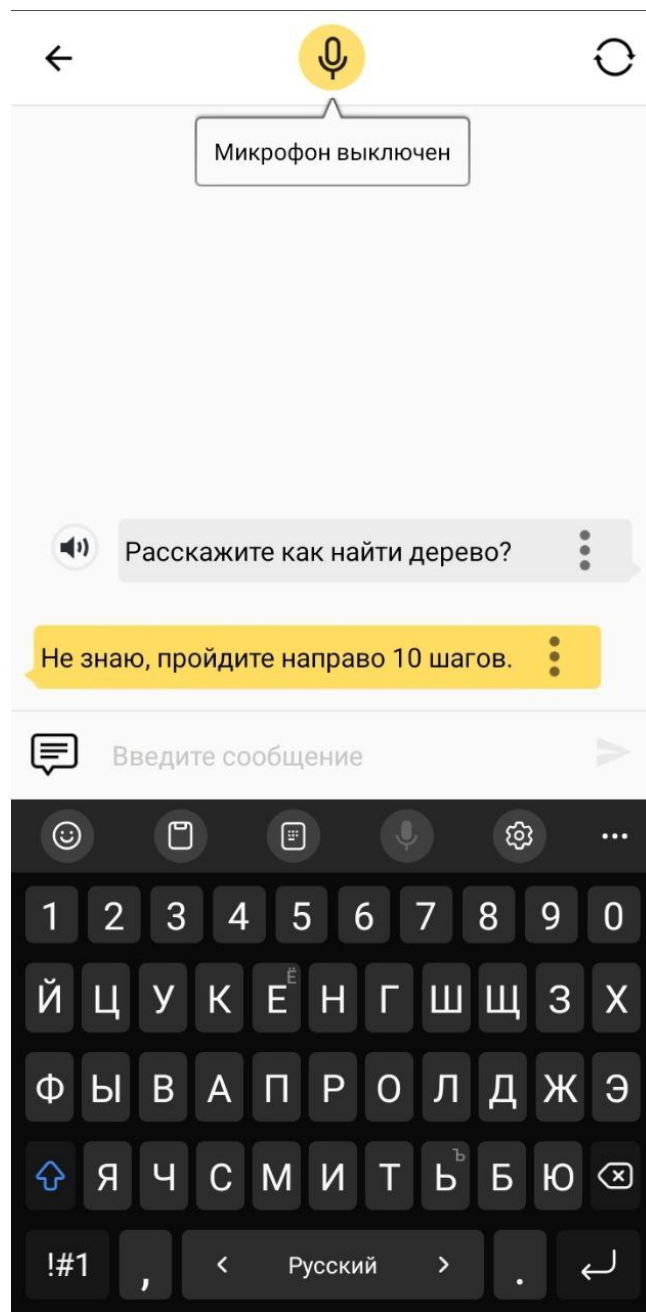 Микрофон выключен
Расскажите как найти дерево?
Не знаю, пройдите направо 10 шагов.
Введите сообщение
1 2 3 4 5 6 7 8 9 0
Й Ц У К Е Ё Н Г Ш Щ З Х
Ф Ы В А П Р О Л Д Ж Э
Я Ч С М И Т Ь Ъ Б Ю
!#1 , < Русский > .